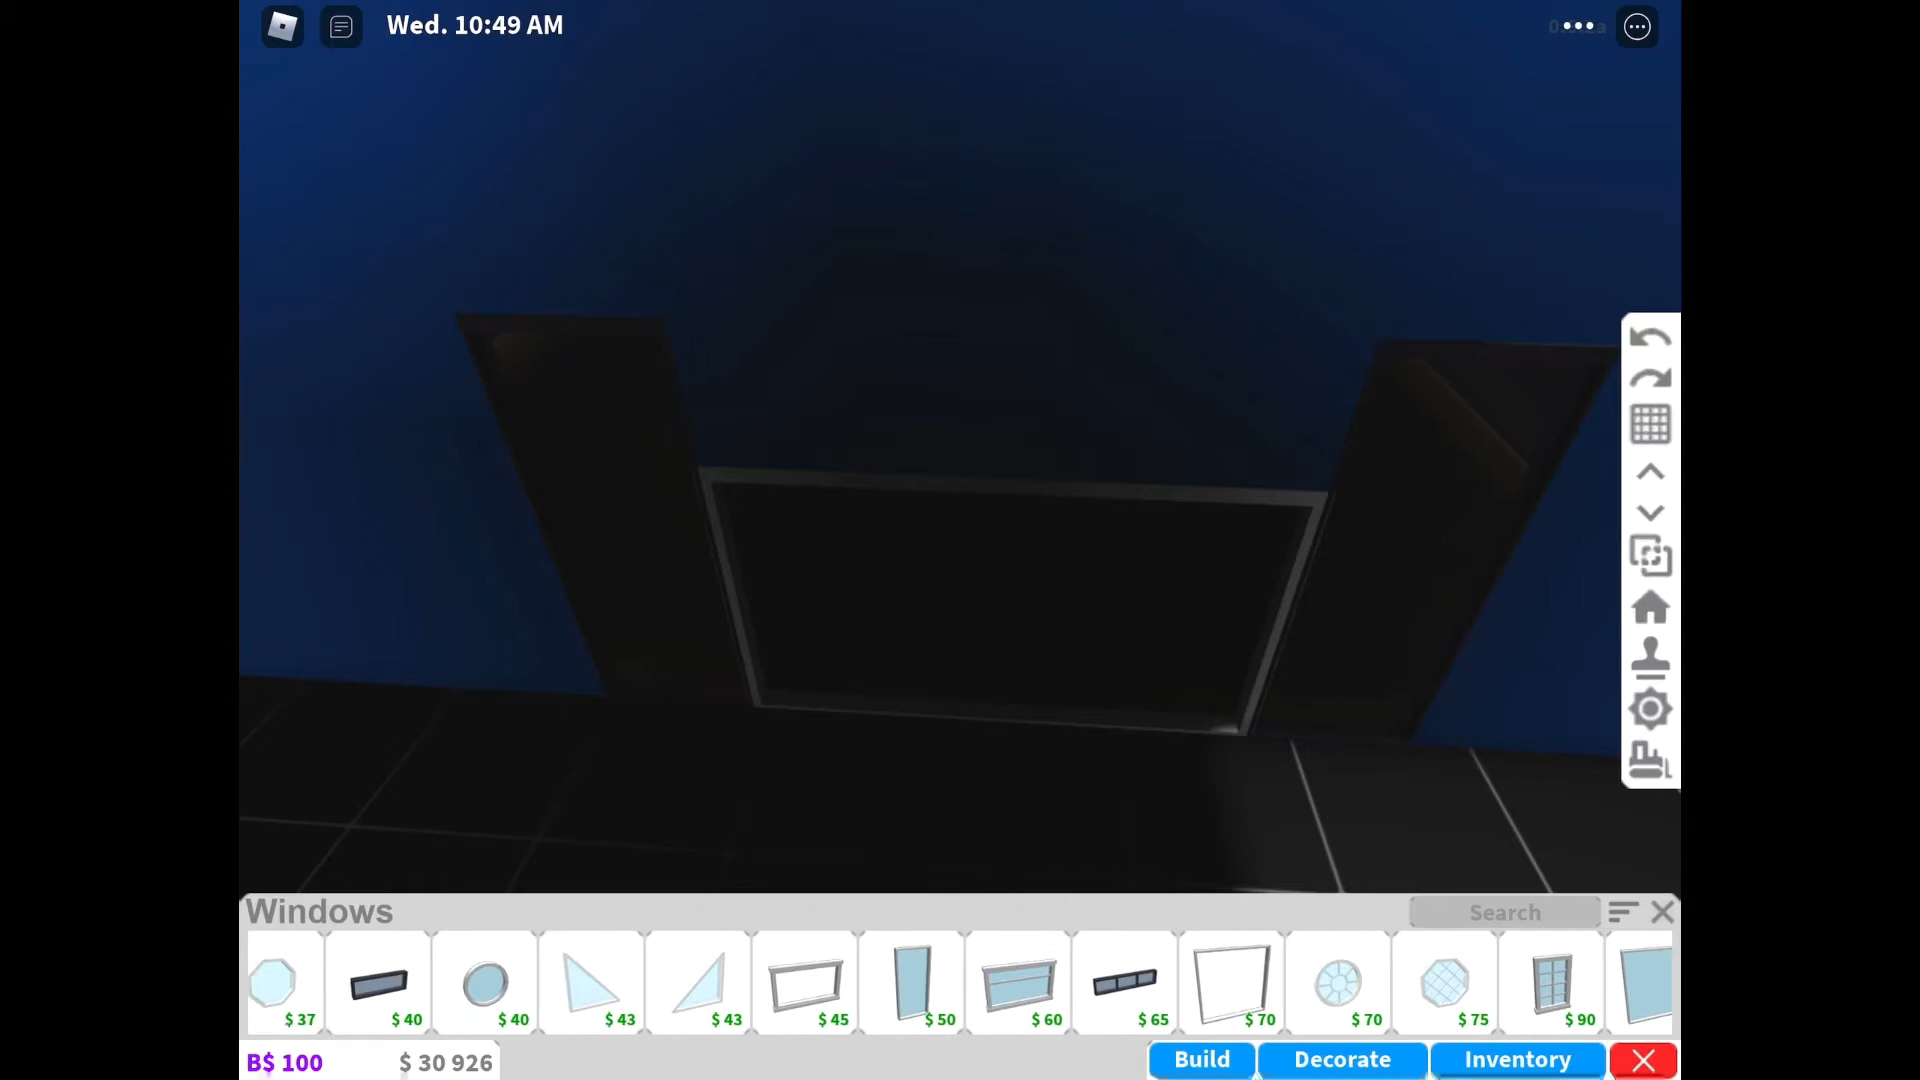 Wed. 10:49 AM
Windows
Search
$ 37
$ 40
$ 40
$ 43
$ 43
$ 45
$ 50
$ 60
$ 65
$ 70
$ 70
$ 75
$ 90
B$ 100
$ 30 926
Build
Decorate
Inventory